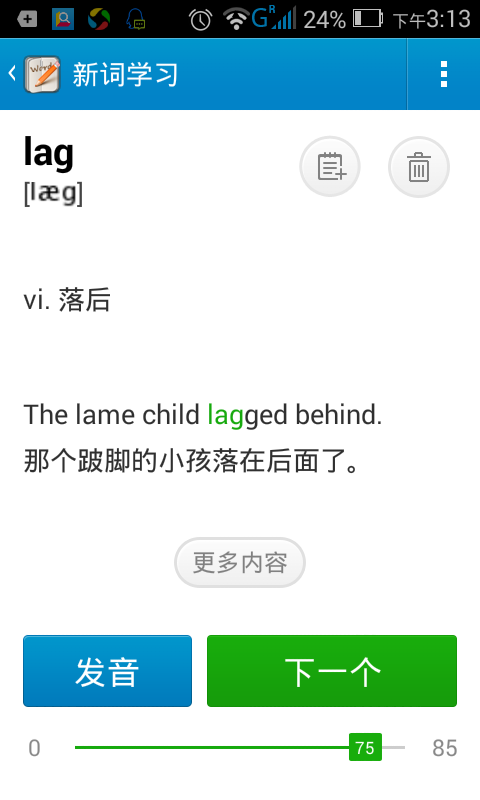 24% 下午3:13
新词学习
lag
[læg]
vi. 落后
The lame child lagged behind.
那个跛脚的小孩落在后面了。
更多内容
发音 下一个
0 75 85